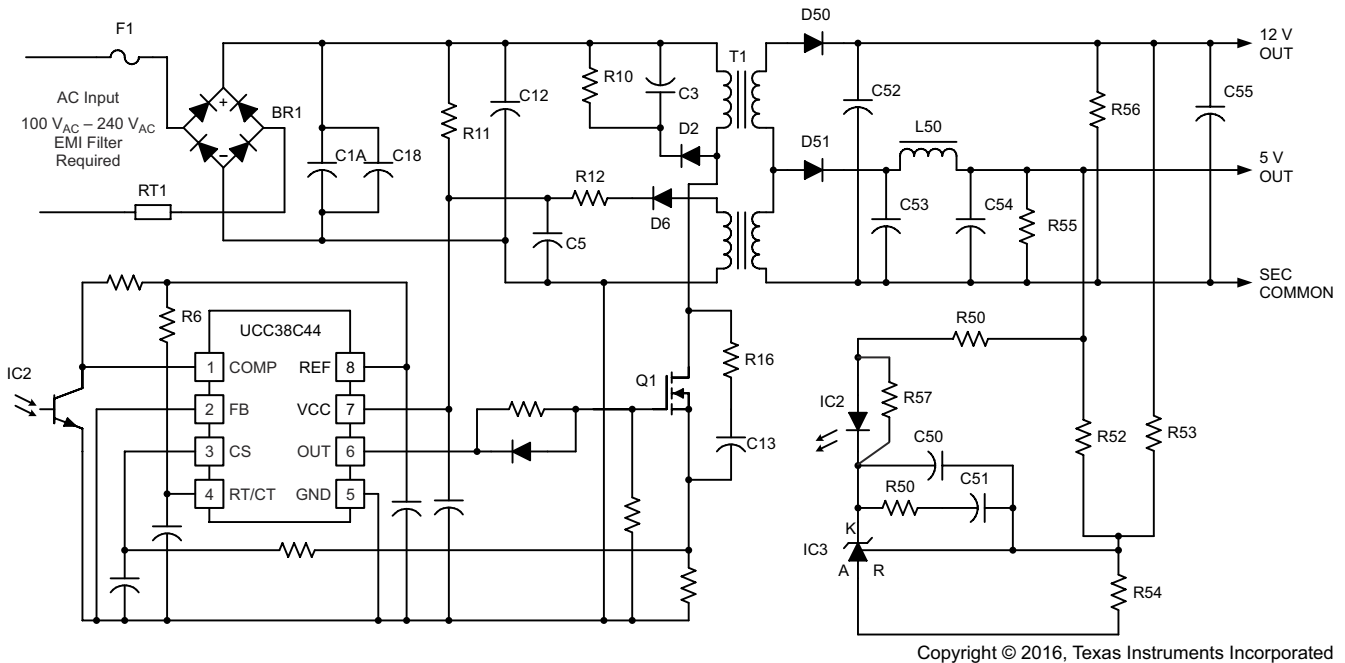 D50
12 V
OUT
F1
T1
AC Input
100 VAC – 240 VAC
EMI Filter
Required
BR1
R10
C3
C12
R11
D2
C52
R56
C55
D51
L50
5 V
OUT
C1A
C18
R12
D6
RT1
C5
C53
C54
R55
SEC
COMMON
R6
UCC38C44
IC2
1
COMP
REF
8
2
FB
VCC
7
3
CS
OUT
6
4
RT/CT
GND
5
Q1
R16
C13
R50
IC2
R57
C50
R52
R53
R50
C51
K
IC3
A
R
R54
+
–
Copyright © 2016, Texas Instruments Incorporated